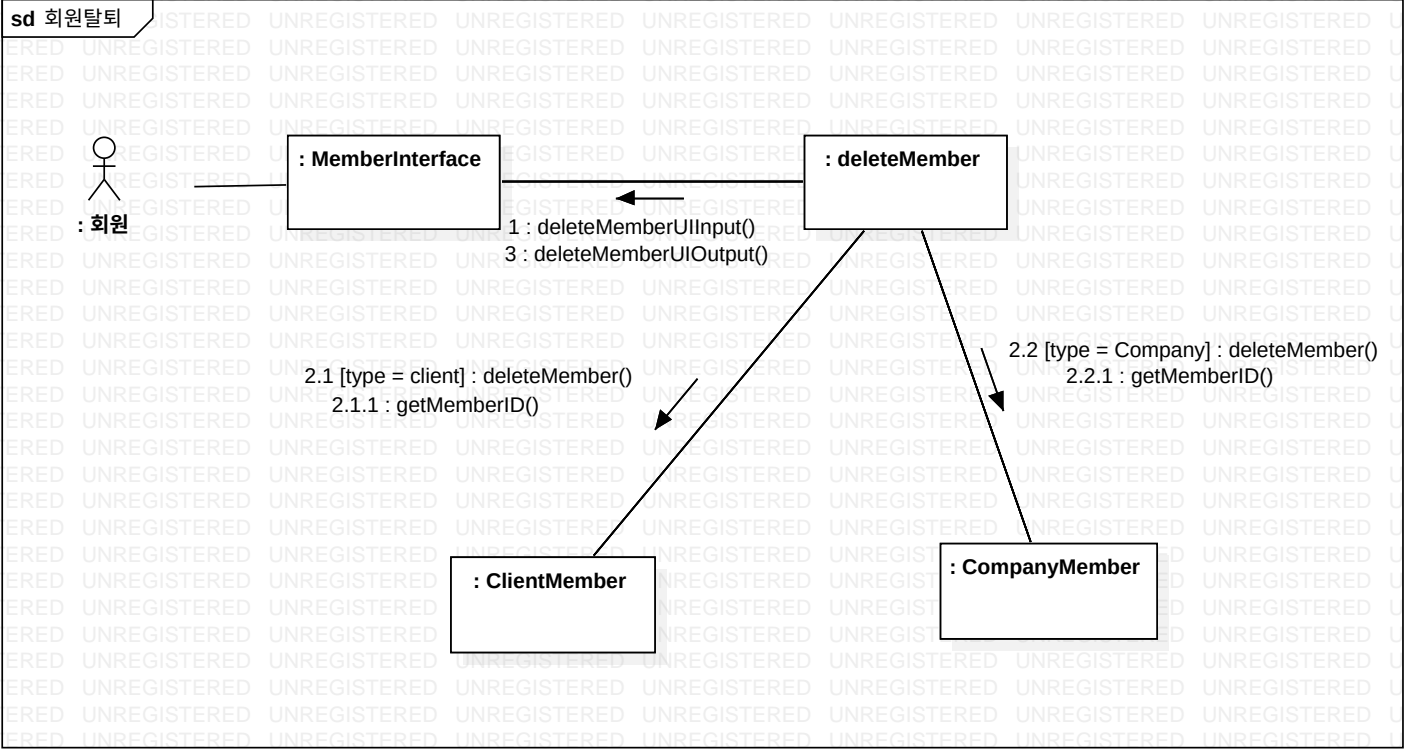 sd 회원탈퇴
: 회원
: MemberInterface
: deleteMember
1 : deleteMemberUIInput()
3 : deleteMemberUIOutput()
2.1 [type = client] : deleteMember()
2.1.1 : getMemberID()
2.2 [type = Company] : deleteMember()
2.2.1 : getMemberID()
: ClientMember
: CompanyMember
UNREGISTERED